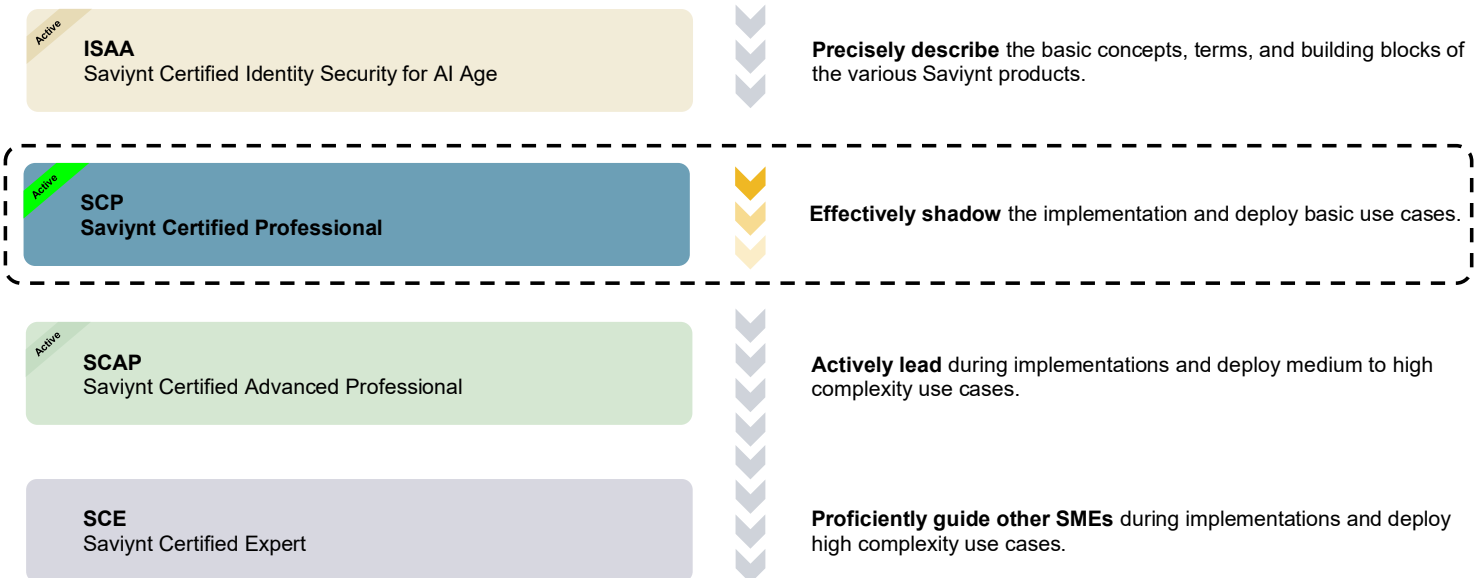 Active
ISAA
Saviynt Certified Identity Security for AI Age
Precisely describe the basic concepts, terms, and building blocks of
the various Saviynt products.
Active
SCP
Saviynt Certified Professional
Effectively shadow the implementation and deploy basic use cases.
Active
SCAP
Saviynt Certified Advanced Professional
Actively lead during implementations and deploy medium to high
complexity use cases.
SCE
Saviynt Certified Expert
Proficiently guide other SMEs during implementations and deploy
high complexity use cases.